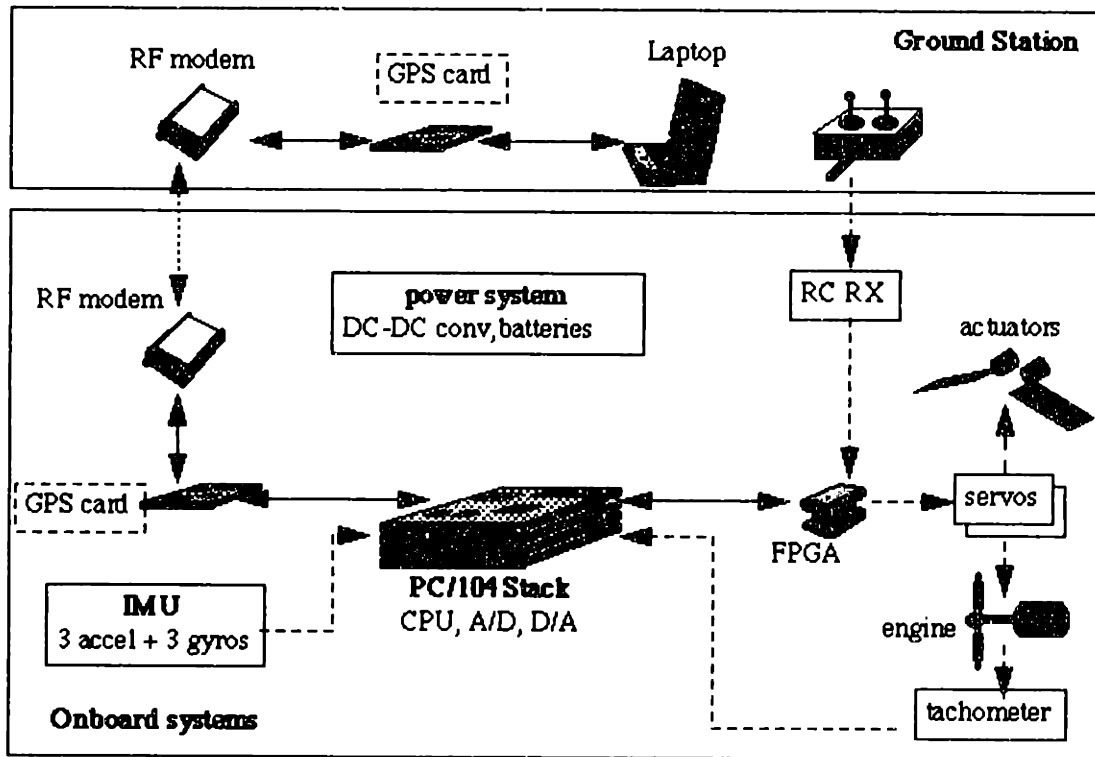 Ground Station
RF modem
GPS card
Laptop
RF modem
power system
DC-DC conv, batteries
RC RX
actuators
GPS card
servos
FPGA
PC/104 Stack
CPU, A/D, D/A
IMU
3 accel + 3 gyros
engine
tachometer
Onboard systems